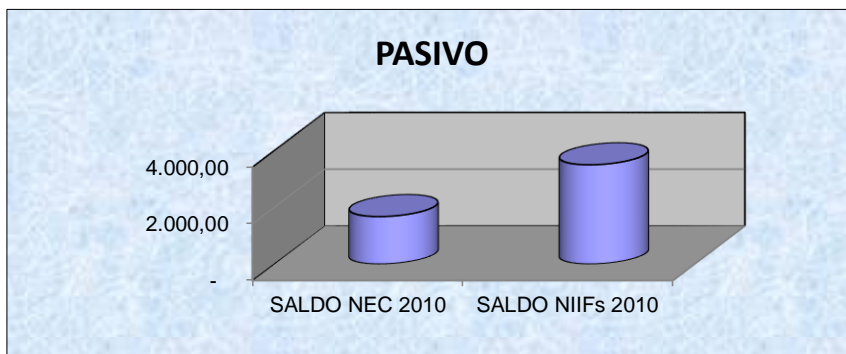 PASIVO
4.000,00
2.000,00
-
SALDO NEC 2010 SALDO NIIFs 2010